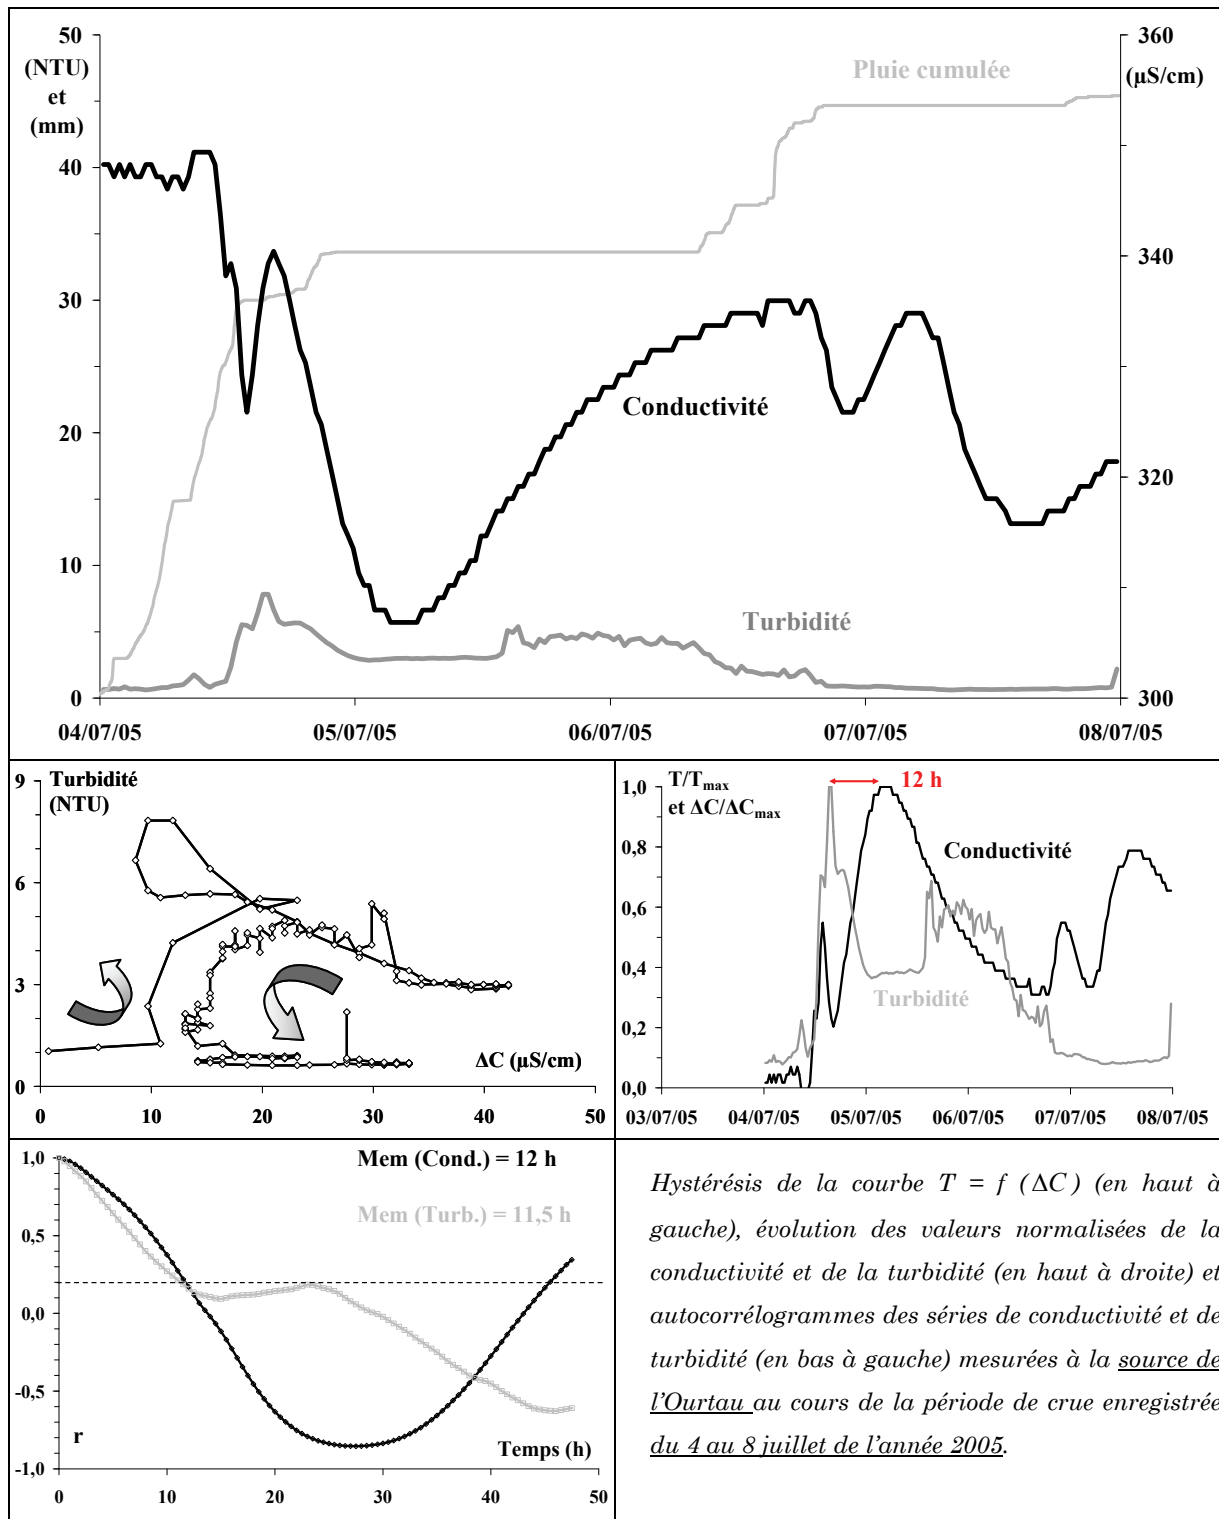 50
(NTU)
et
(mm)
40
30
20
10
0
360
(µS/cm)
340
320
300
Pluie cumulée
Conductivité
Turbidité
04/07/05
05/07/05
06/07/05
07/07/05
08/07/05
Turbidité
(NTU)
9
6
3
0
ΔC (µS/cm)
0
10
20
30
40
50
T/Tmax
et ΔC/ΔCmax
12 h
1,0
0,8
0,6
0,4
0,2
0,0
Conductivité
Turbidité
03/07/05
04/07/05
05/07/05
06/07/05
07/07/05
08/07/05
1,0
0,5
0,0
-0,5
-1,0
Mem (Cond.) = 12 h
Mem (Turb.) = 11,5 h
r
Temps (h)
0
10
20
30
40
50
Hystérésis de la courbe T = f (ΔC) (en haut à
gauche), évolution des valeurs normalisées de la
conductivité et de la turbidité (en haut à droite) et
autocorrélogrammes des séries de conductivité et de
turbidité (en bas à gauche) mesurées à la source de
l'Ourtau au cours de la période de crue enregistrée
du 4 au 8 juillet de l'année 2005.